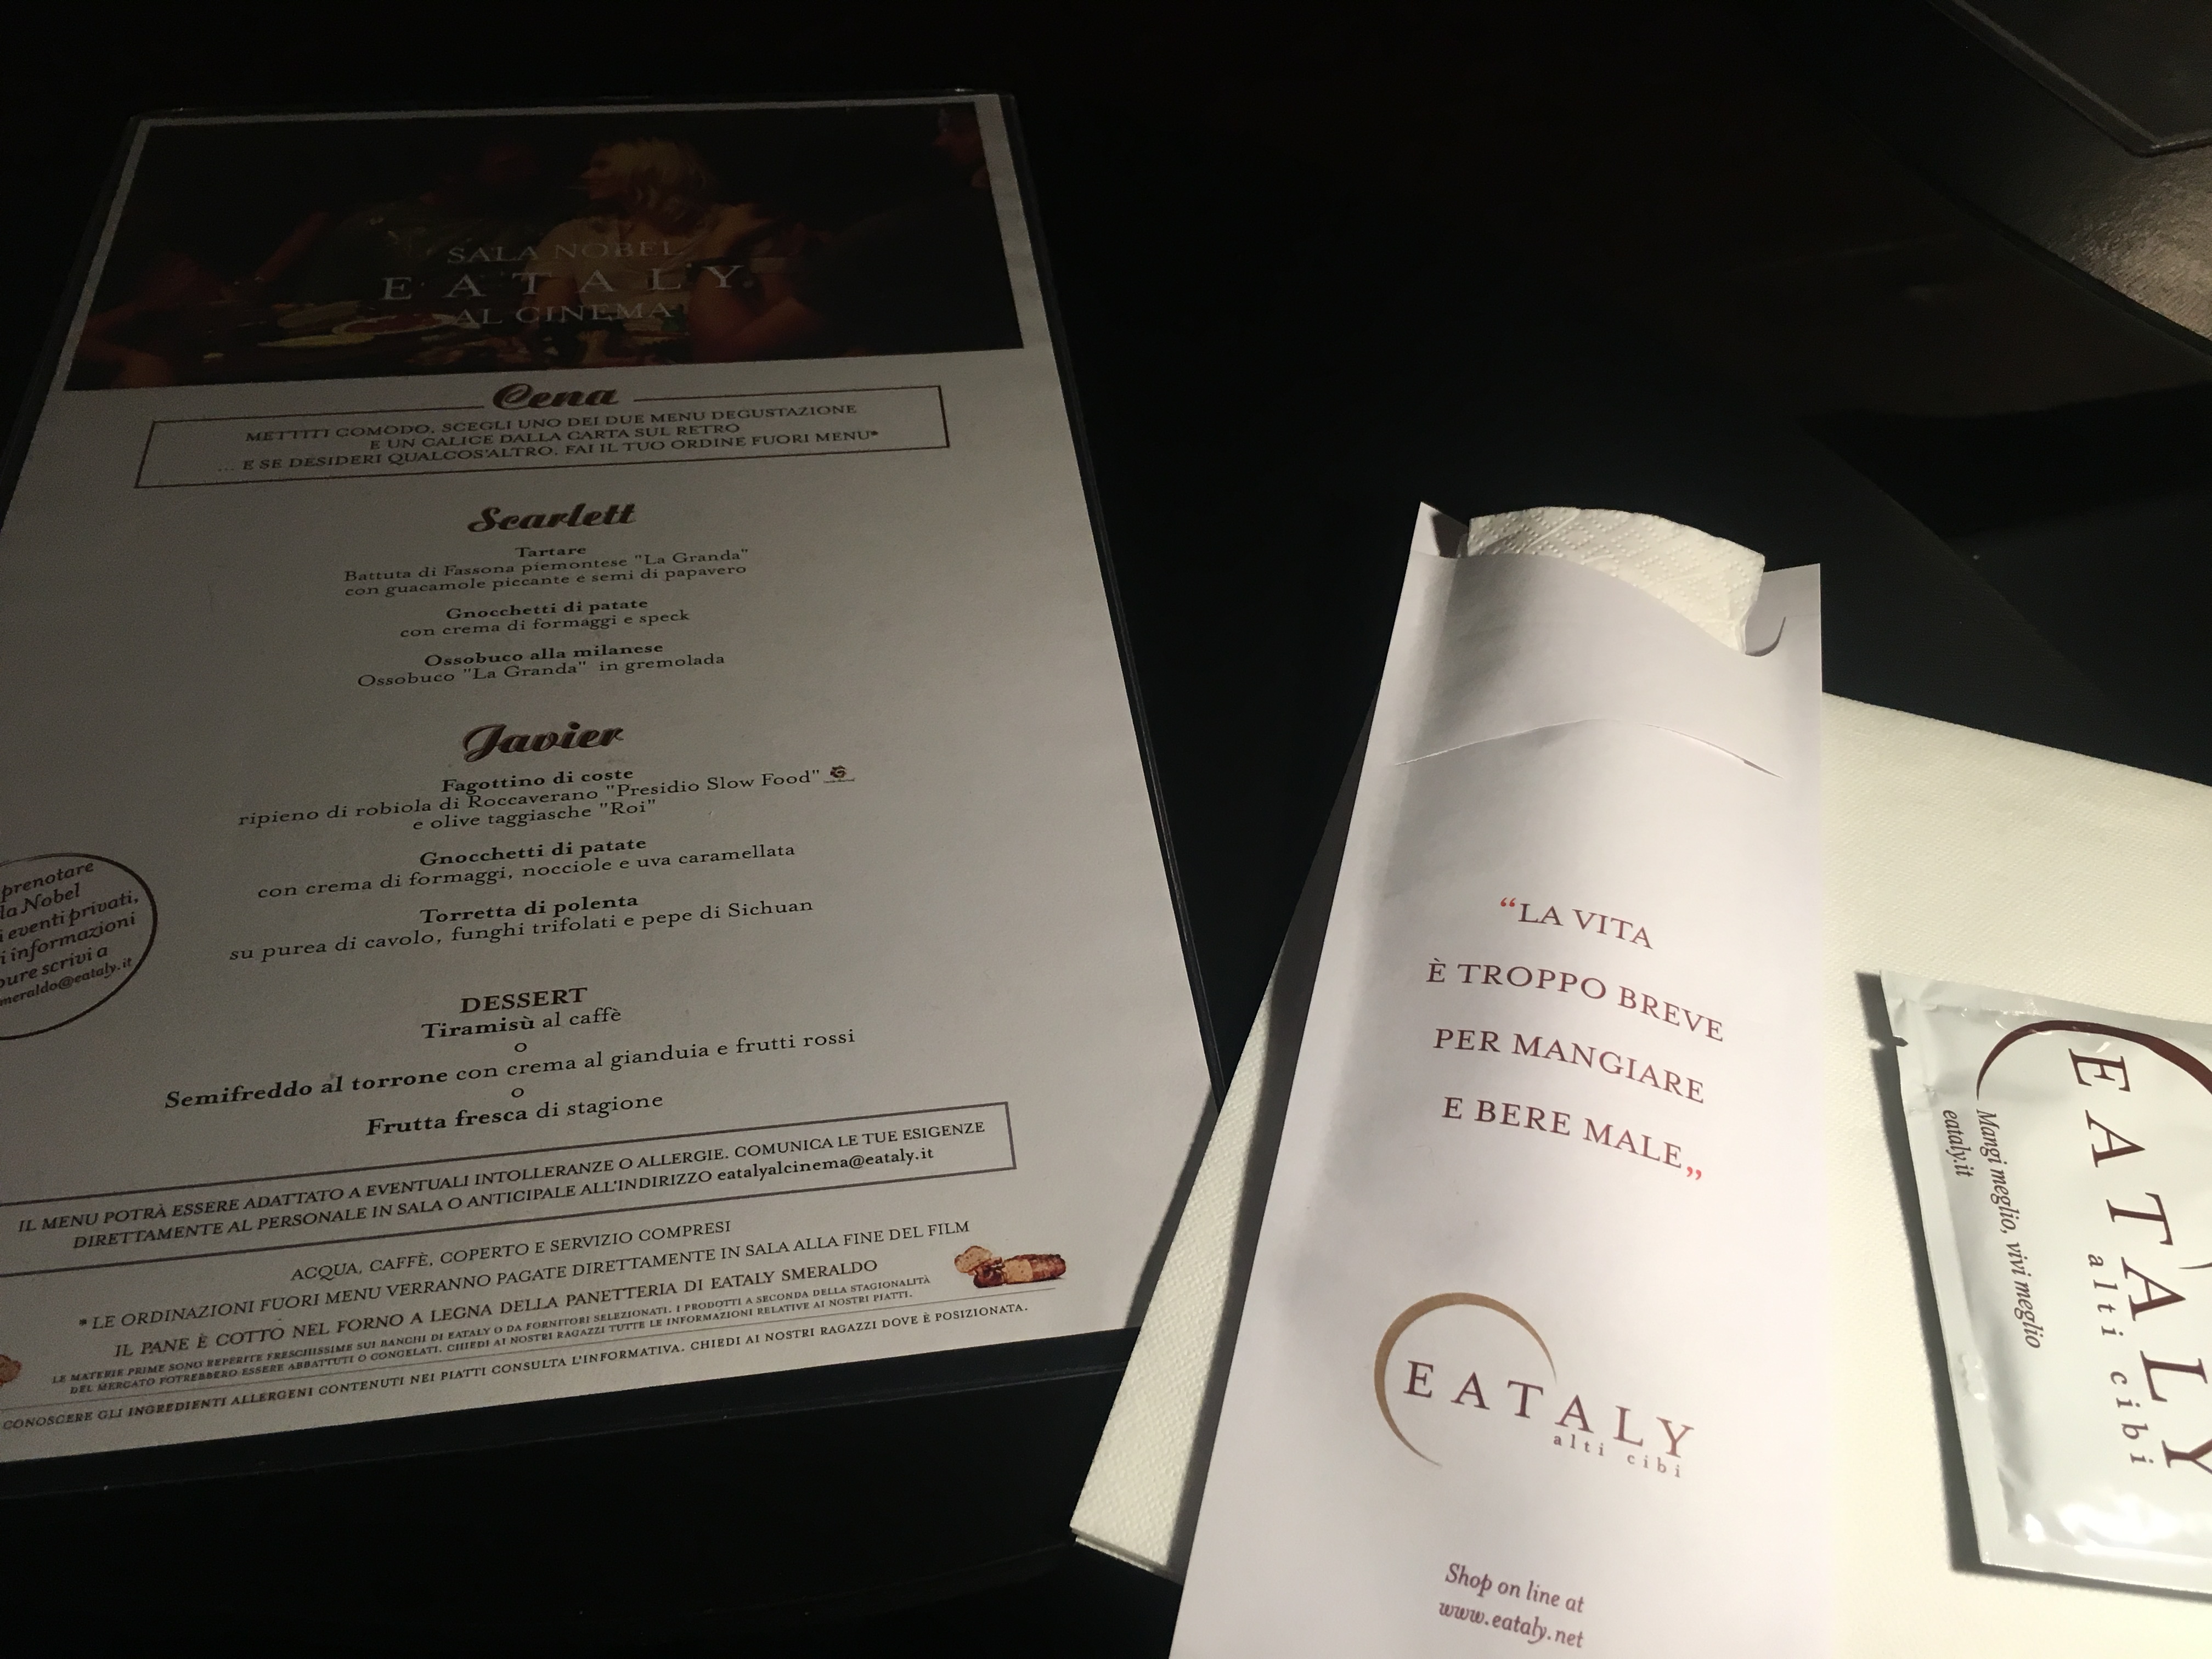 SALA NOBEL
EATALY
AL CINEMA
Cena
METTITI COMODO, SCEGLI UNO DEI DUE MENU DEGUSTAZIONE
E UN CALICE DALLA CARTA SUL RETRO
... E SE DESIDERI QUALCOS'ALTRO, FAI IL TUO ORDINE FUORI MENU*
Scarlett
Tartare
Battuta di Fassona piemontese "La Granda"
con guacamole piccante e semi di papavero
Gnocchetti di patate
con crema di formaggi e speck
Ossobuco alla milanese
Ossobuco "La Granda" in gremolada
Javier
Fagottino di coste
ripieno di robiola di Roccaverano "Presidio Slow Food"
e olive taggiasche "Roi"
Gnocchetti di patate
con crema di formaggi, nocciole e uva caramellata
Torretta di polenta
su purea di cavolo, funghi trifolati e pepe di Sichuan
prenotare
la Nobel
i eventi privati,
i informazioni
pure scrivi a
meraldo@eataly.it
DESSERT
Tiramisù al caffè
o
Semifreddo al torrone con crema al gianduia e frutti rossi
o
Frutta fresca di stagione
IL MENU POTRÀ ESSERE ADATTATO A EVENTUALI INTOLLERANZE O ALLERGIE. COMUNICA LE TUE ESIGENZE
DIRETTAMENTE AL PERSONALE IN SALA O ANTICIPALE ALL'INDIRIZZO eatalyalcinema@eataly.it
ACQUA, CAFFÈ, COPERTO E SERVIZIO COMPRESI
* LE ORDINAZIONI FUORI MENU VERRANNO PAGATE DIRETTAMENTE IN SALA ALLA FINE DEL FILM
IL PANE È COTTO NEL FORNO A LEGNA DELLA PANETTERIA DI EATALY SMERALDO
LE MATERIE PRIME SONO REPERITE FRESCHISSIME SUI BANCHI DI EATALY O DA FORNITORI SELEZIONATI. I PRODOTTI A SECONDA DELLA STAGIONALITÀ
DEL MERCATO POTREBBERO ESSERE ABBATTUTI O CONGELATI. CHIEDI AI NOSTRI RAGAZZI TUTTE LE INFORMAZIONI RELATIVE AI NOSTRI PIATTI.
CONOSCERE GLI INGREDIENTI ALLERGENI CONTENUTI NEI PIATTI CONSULTA L'INFORMATIVA. CHIEDI AI NOSTRI RAGAZZI DOVE È POSIZIONATA.
“LA VITA
È TROPPO BREVE
PER MANGIARE
E BERE MALE„
EATALY
alti cibi
Shop on line at
www.eataly.net
EATALY
alti cibi
Mangi meglio, vivi meglio
eataly.it